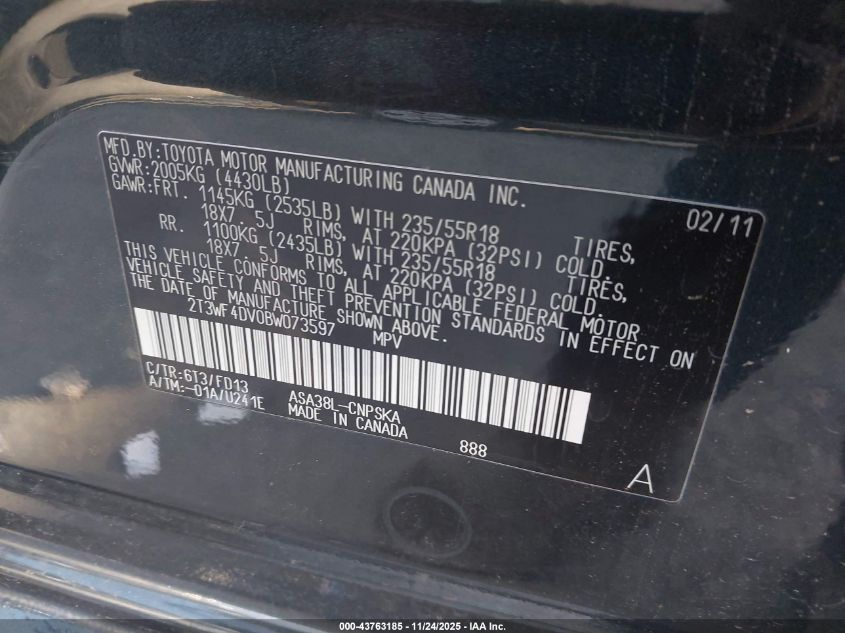 MFD.BY:TOYOTA MOTOR MANUFACTURING CANADA INC.
02/11
GVWR:2005KG (4430LB)
GAWR:FRT. 1145KG (2535LB) WITH 235/55R18 TIRES,
18X7.5J RIMS, AT 220KPA (32PSI) COLD.
RR. 1100KG (2435LB) WITH 235/55R18 TIRES,
18X7.5J RIMS, AT 220KPA (32PSI) COLD.
THIS VEHICLE CONFORMS TO ALL APPLICABLE FEDERAL MOTOR
VEHICLE SAFETY AND THEFT PREVENTION STANDARDS IN EFFECT ON
THE DATE OF MANUFACTURE SHOWN ABOVE.
2T3WF4DV0BW073597 MPV
C/TR:6T3/FD13 ASA38L-CNPSKA
A/TM:-01A/U241E MADE IN CANADA
888
A
000-43763185 - 11/24/2025 - IAA Inc.